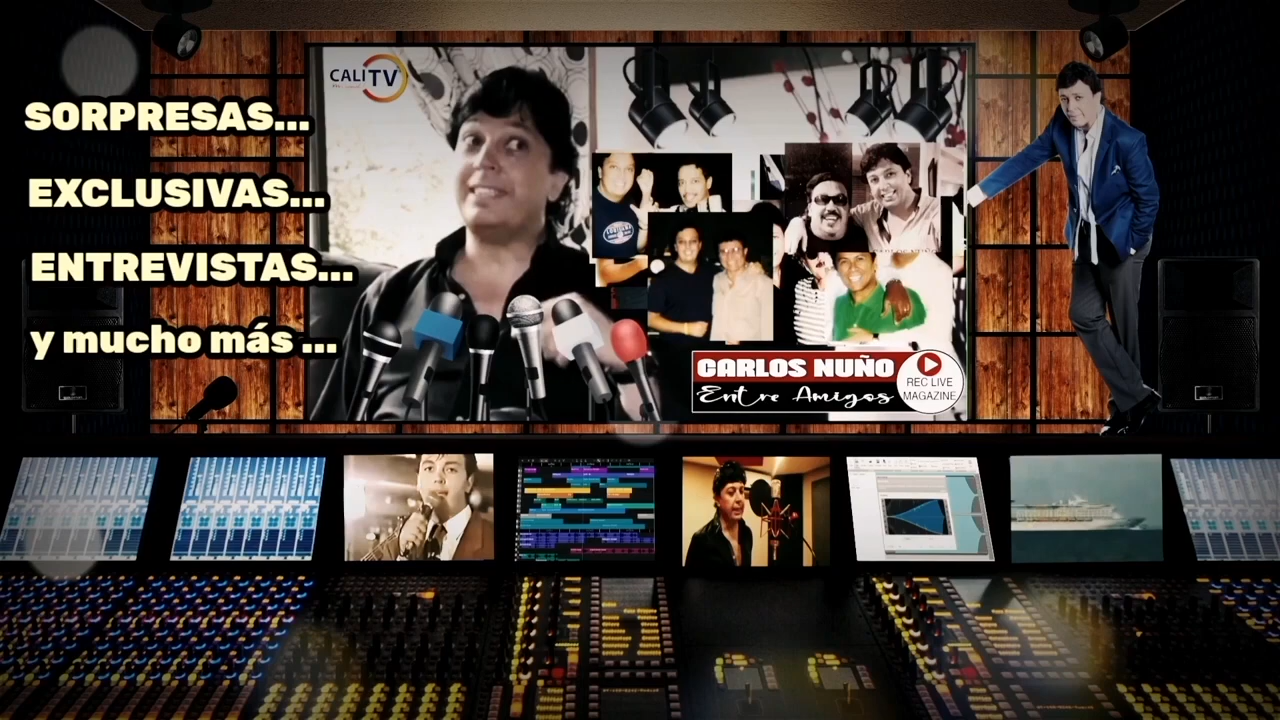 CALI TV
SORPRESAS...
EXCLUSIVAS...
ENTREVISTAS...
y mucho más ...
CARLOS NUÑO
Entre Amigos
REC LIVE
MAGAZINE